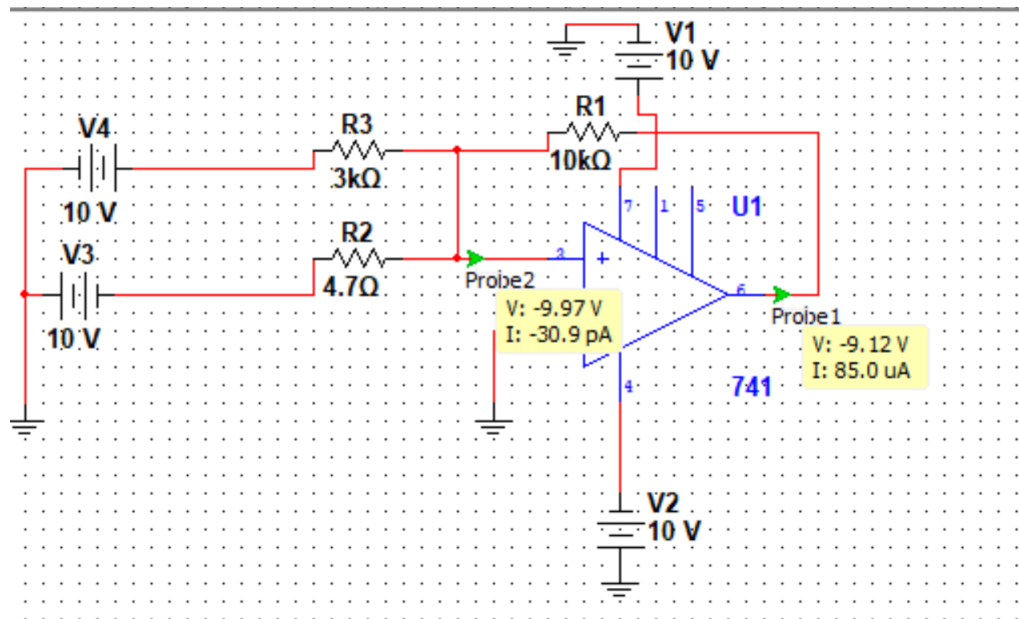 V1
10 V
V4
10 V
R3
3kΩ
R1
10kΩ
V3
10 V
R2
4.7Ω
7
1
5
U1
3
+
6
Probe2
V: -9.97 V
I: -30.9 pA
Probe1
V: -9.12 V
I: 85.0 uA
4
741
V2
10 V